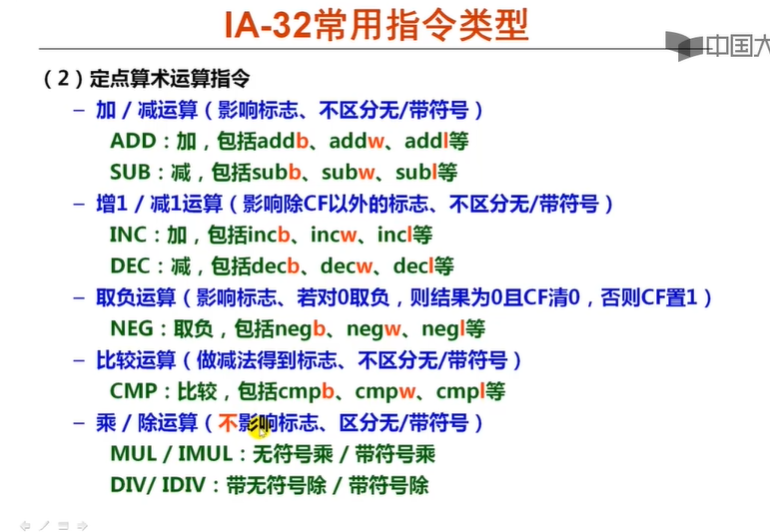 IA-32常用指令类型
中国大
（2）定点算术运算指令
– 加 / 减运算（影响标志、不区分无/带符号）
ADD：加，包括addb、addw、addl等
SUB：减，包括subb、subw、subl等
– 增1 / 减1运算（影响除CF以外的标志、不区分无/带符号）
INC：加，包括incb、incw、incl等
DEC：减，包括decb、decw、decl等
– 取负运算（影响标志、若对0取负，则结果为0且CF清0，否则CF置1）
NEG：取负，包括negb、negw、negl等
– 比较运算（做减法得到标志、不区分无/带符号）
CMP：比较，包括cmpb、cmpw、cmpl等
– 乘 / 除运算（不影响标志、区分无/带符号）
MUL / IMUL：无符号乘 / 带符号乘
DIV/ IDIV：带无符号除 / 带符号除